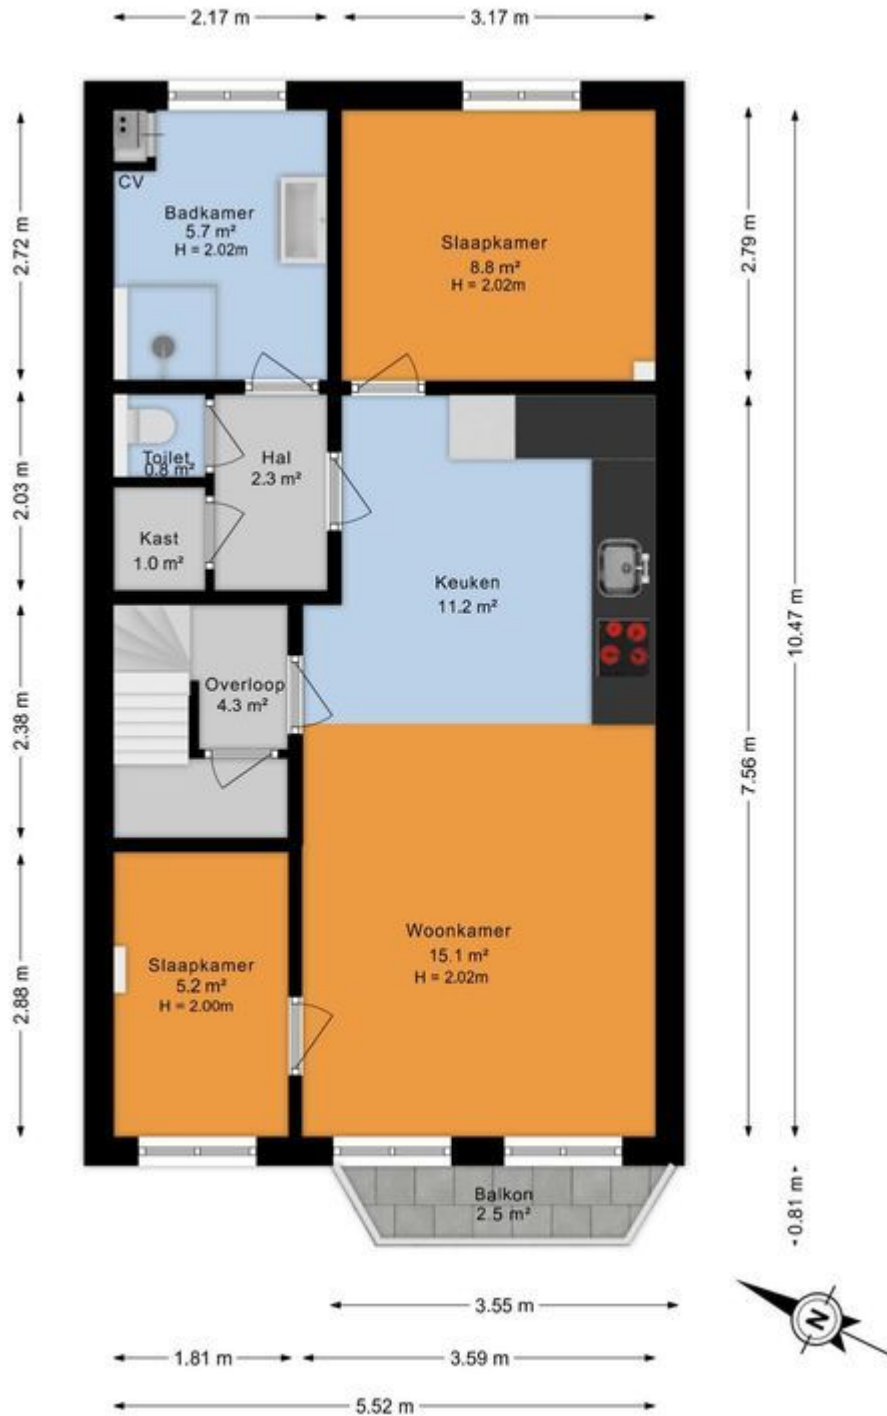 2.17 m
3.17 m
2.72 m
2.79 m
CV
Badkamer
5.7 m²
H = 2.02m
Slaapkamer
8.8 m²
H = 2.02m
2.03 m
Toilet
0.8 m²
Hal
2.3 m²
Kast
1.0 m²
Keuken
11.2 m²
10.47 m
2.38 m
Overloop
4.3 m²
7.56 m
2.88 m
Slaapkamer
5.2 m²
H = 2.00m
Woonkamer
15.1 m²
H = 2.02m
Balkon
2.5 m²
0.81 m
3.55 m
N
1.81 m
3.59 m
5.52 m